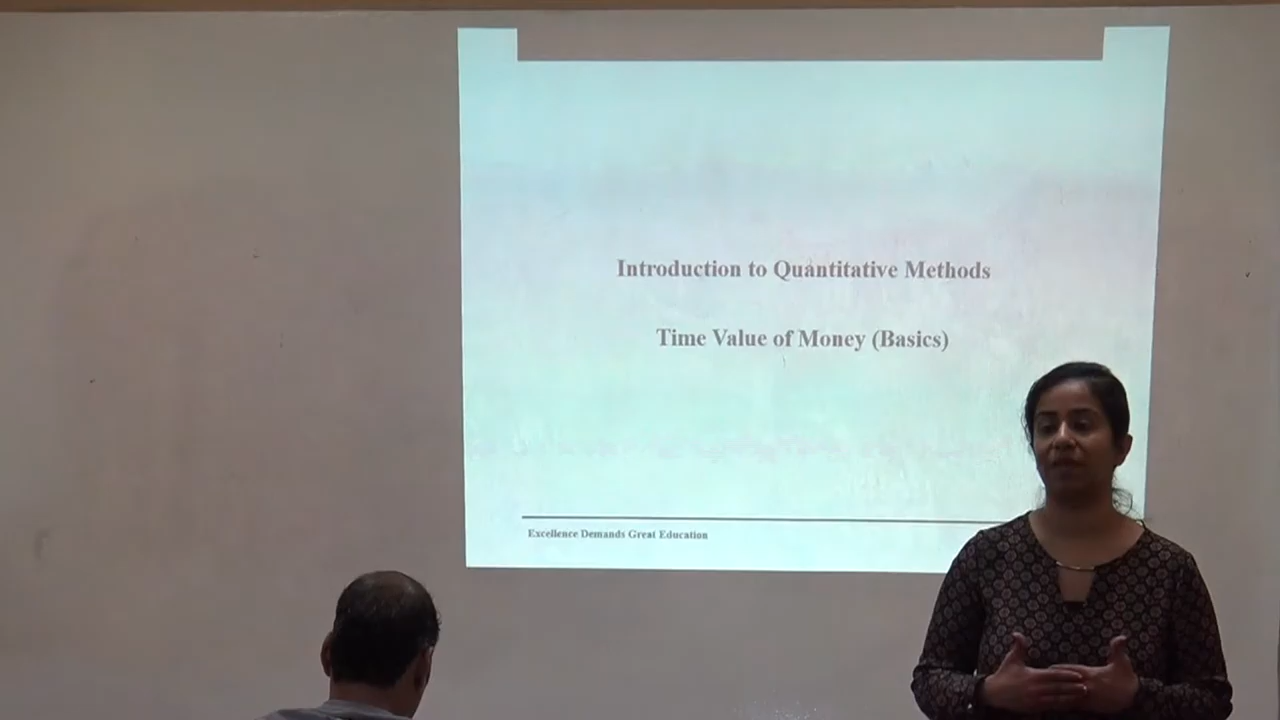 Introduction to Quantitative Methods
Time Value of Money (Basics)
Excellence Demands Great Education